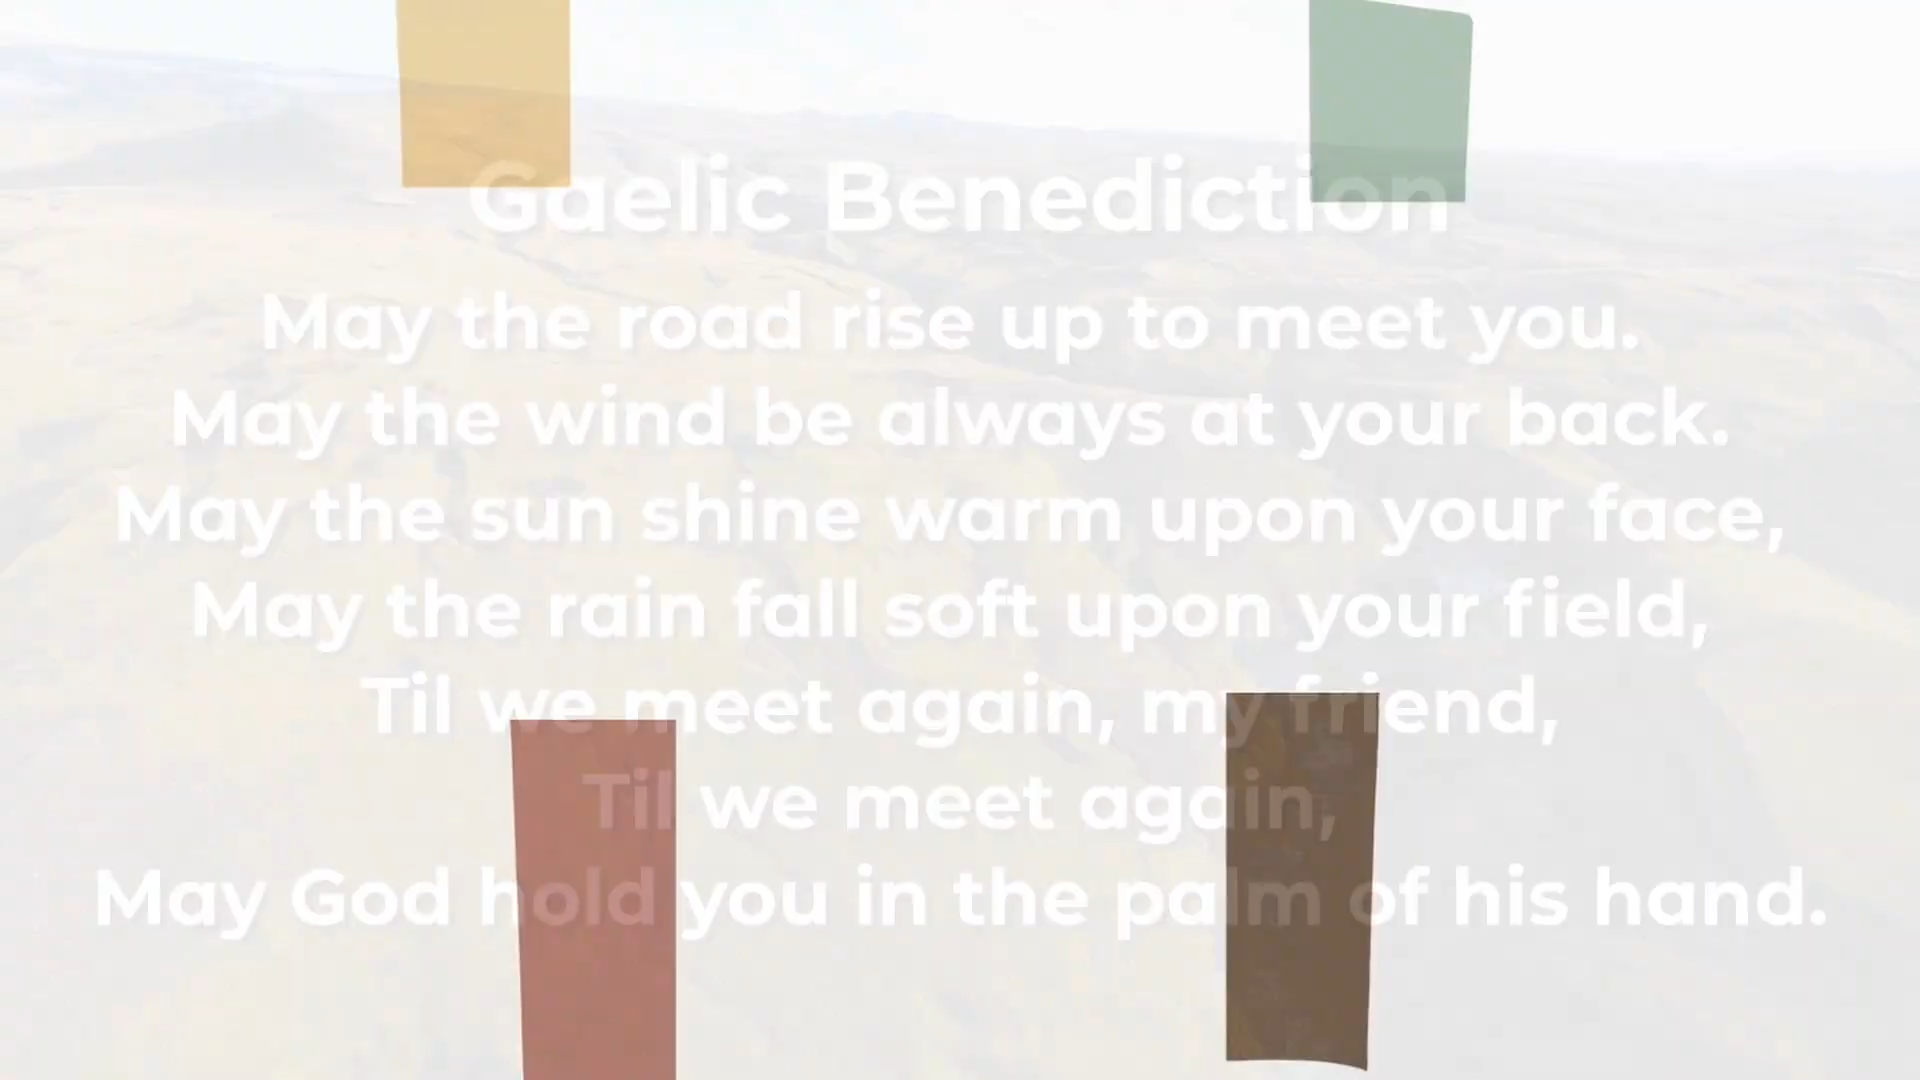 Gaelic Benediction
May the road rise up to meet you.
May the wind be always at your back.
May the sun shine warm upon your face,
May the rain fall soft upon your field,
Til we meet again, my friend,
Til we meet again,
May God hold you in the palm of his hand.